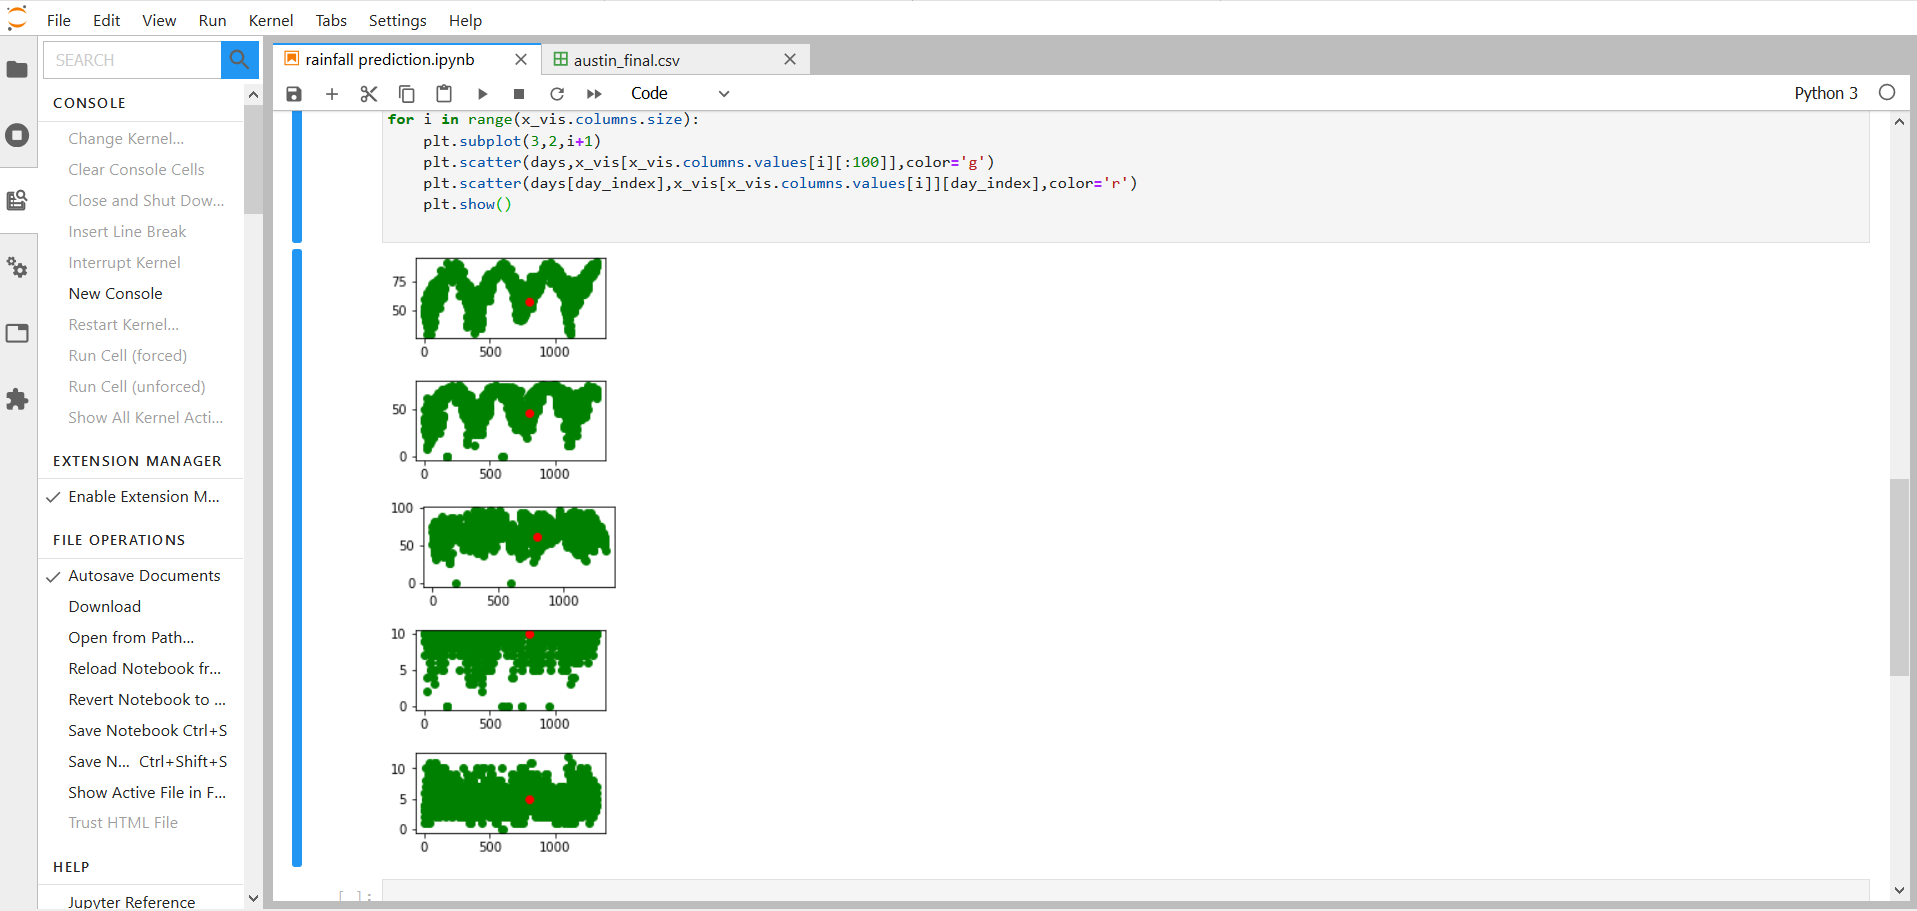 File Edit View Run Kernel Tabs Settings Help
SEARCH
CONSOLE
Change Kernel...
Clear Console Cells
Close and Shut Dow...
Insert Line Break
Interrupt Kernel
New Console
Restart Kernel...
Run Cell (forced)
Run Cell (unforced)
Show All Kernel Acti...
EXTENSION MANAGER
Enable Extension M...
FILE OPERATIONS
Autosave Documents
Download
Open from Path...
Reload Notebook fr...
Revert Notebook to ...
Save Notebook Ctrl+S
Save N... Ctrl+Shift+S
Show Active File in F...
Trust HTML File
HELP
Jupyter Reference
rainfall prediction.ipynb
austin_final.csv
Code
Python 3
for i in range(x_vis.columns.size):
    plt.subplot(3,2,i+1)
    plt.scatter(days,x_vis[x_vis.columns.values[i][:100]],color='g')
    plt.scatter(days[day_index],x_vis[x_vis.columns.values[i]][day_index],color='r')
    plt.show()
75
50
0 500 1000
50
0
0 500 1000
100
50
0
0 500 1000
10
5
0
0 500 1000
10
5
0
0 500 1000
[ ]: